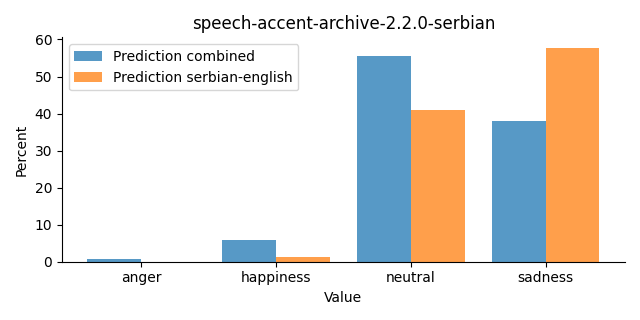 speech-accent-archive-2.2.0-serbian
Prediction combined
Prediction serbian-english
Percent
60
50
40
30
20
10
0
anger happiness neutral sadness
Value